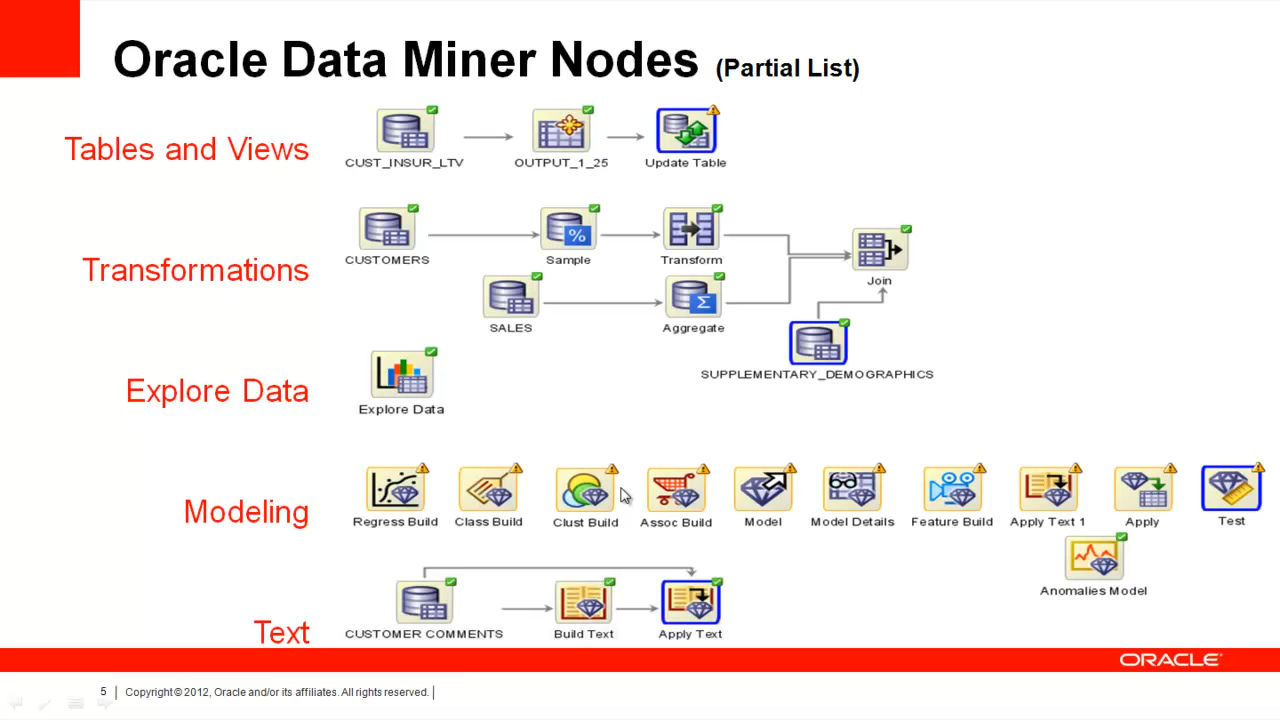 Oracle Data Miner Nodes (Partial List)
Tables and Views
CUST_INSUR_LTV
OUTPUT_1_25
Update Table
Transformations
CUSTOMERS
%
Sample
Transform
Join
SALES
Σ
Aggregate
SUPPLEMENTARY_DEMOGRAPHICS
Explore Data
Explore Data
Modeling
Regress Build
Class Build
Clust Build
Assoc Build
Model
Model Details
Feature Build
Apply Text 1
Apply
Test
Anomalies Model
Text
CUSTOMER COMMENTS
Build Text
Apply Text
ORACLE®
5
Copyright © 2012, Oracle and/or its affiliates. All rights reserved.